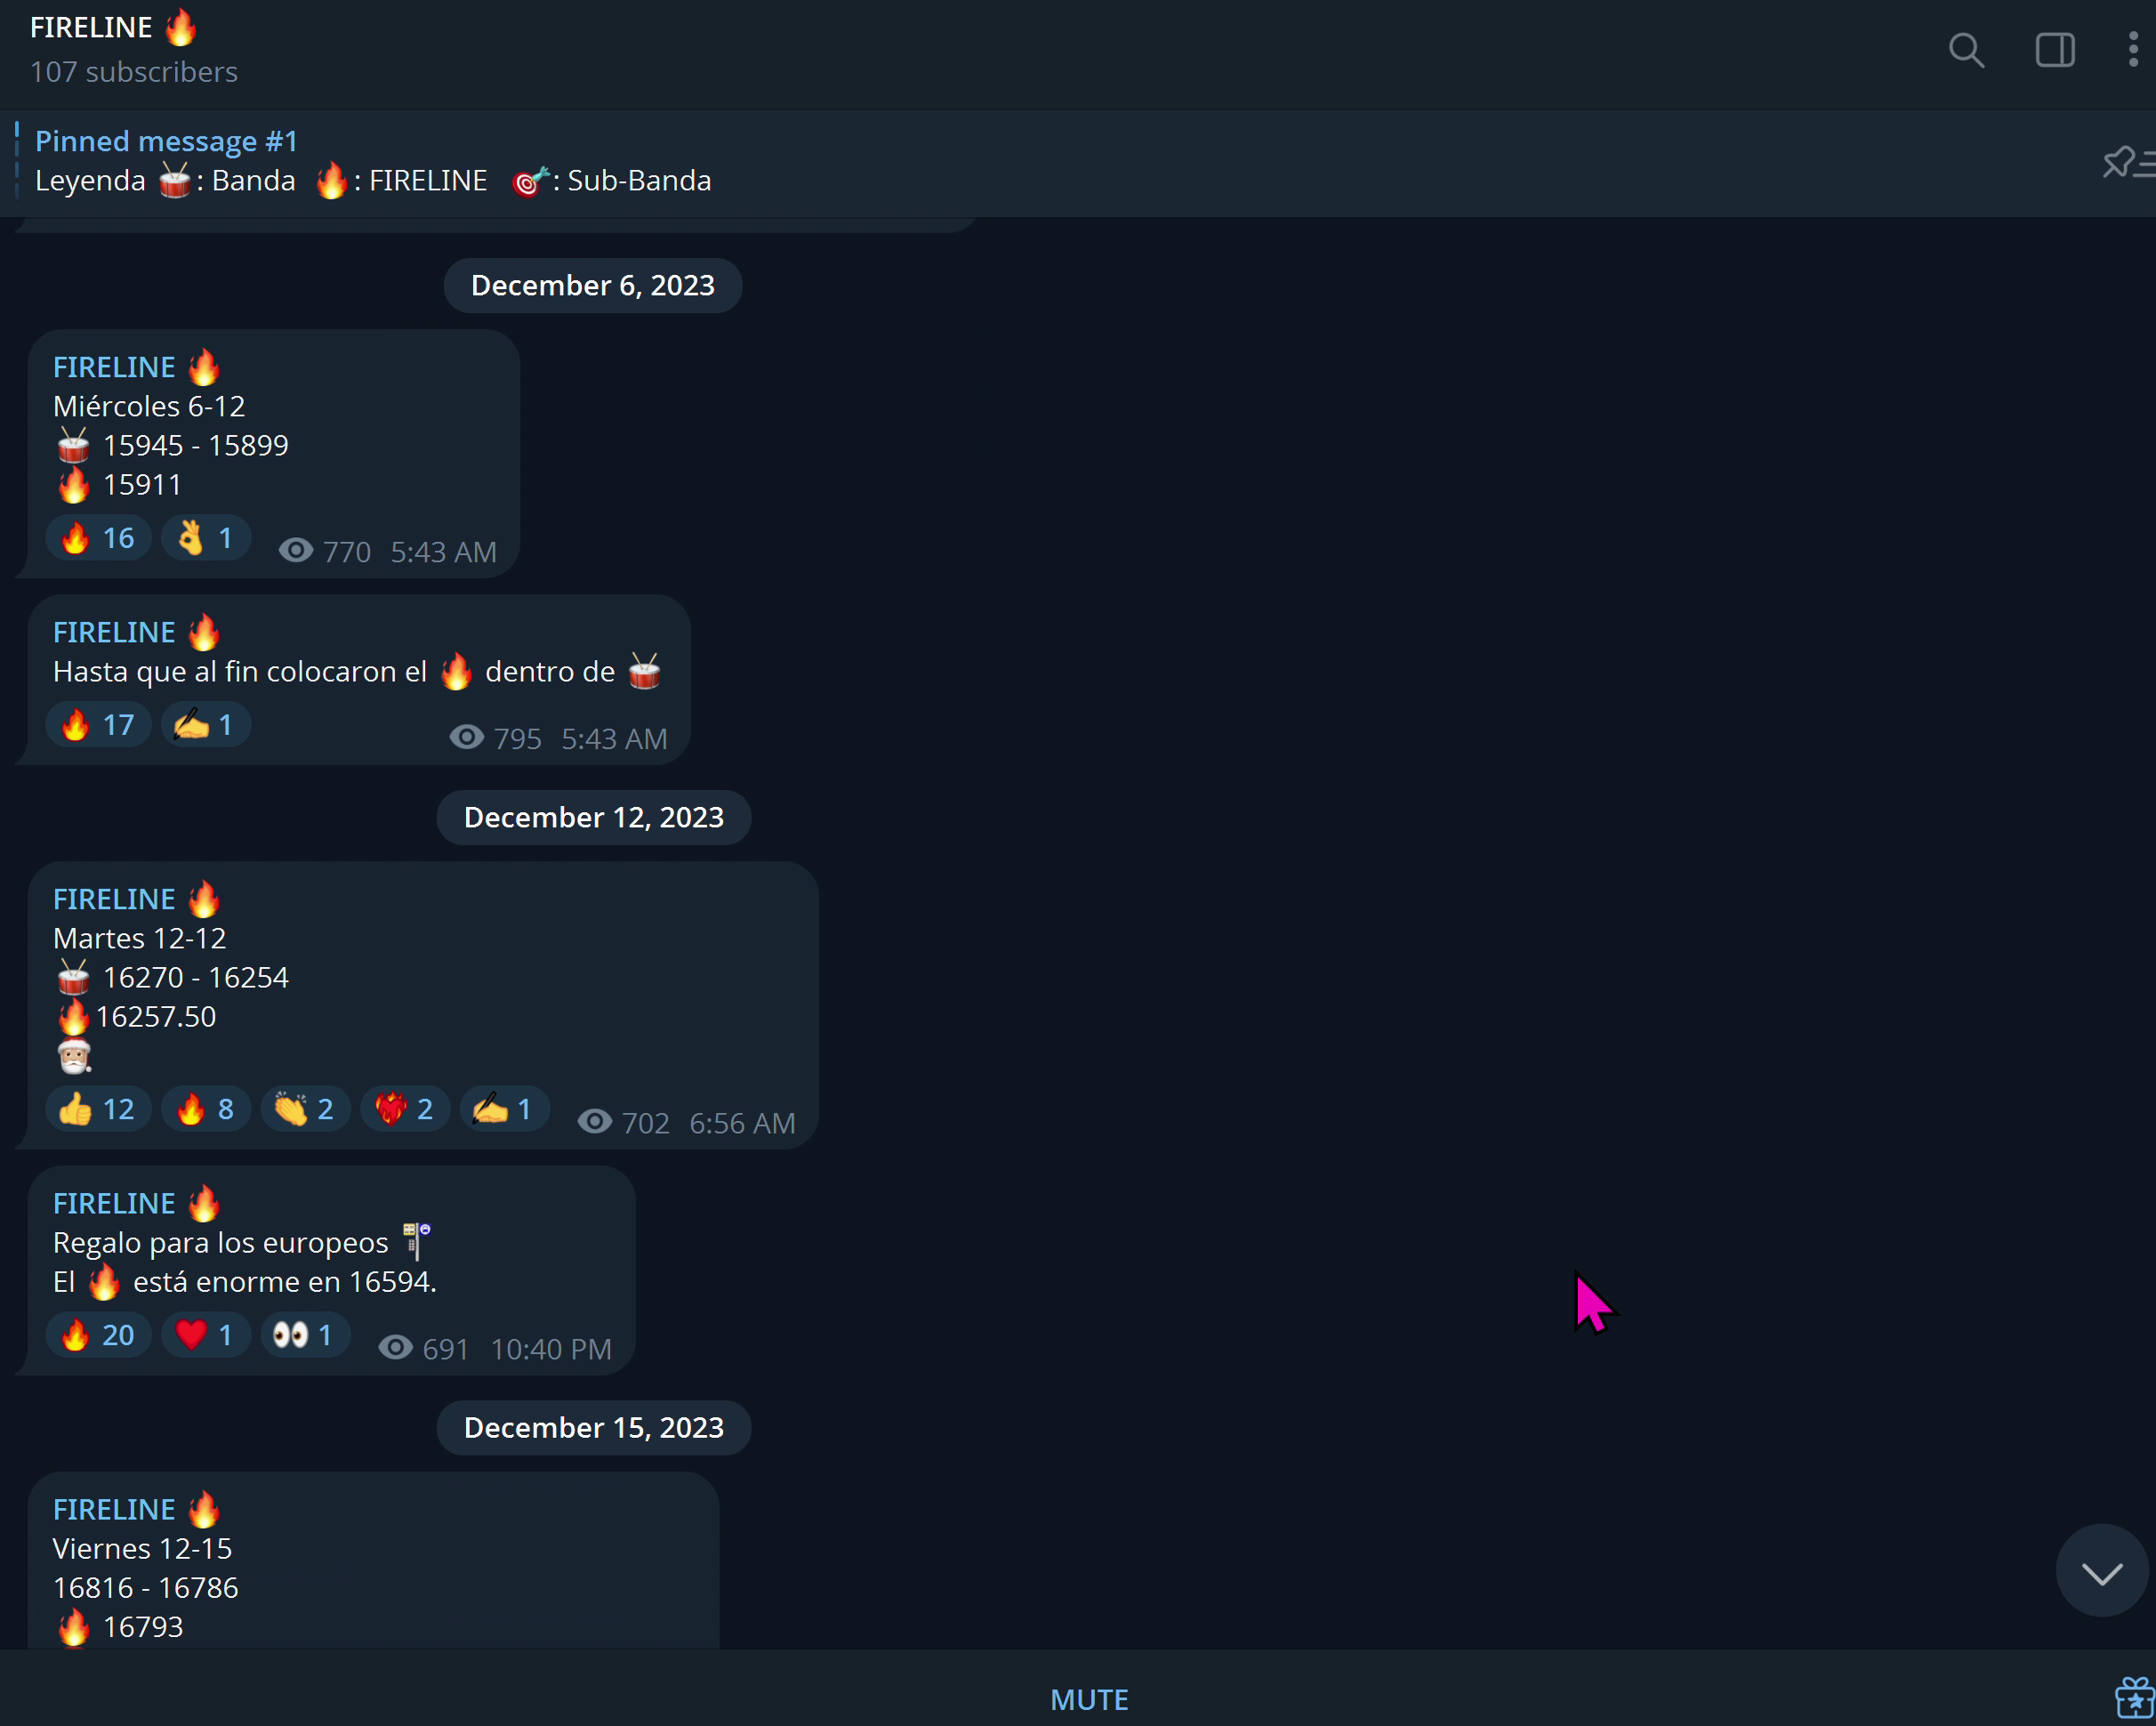 FIRELINE 🔥
107 subscribers
Pinned message #1
Leyenda 🥁: Banda 🔥: FIRELINE 🎯: Sub-Banda
December 6, 2023
FIRELINE 🔥
Miércoles 6-12
🥁 15945 - 15899
🔥 15911
🔥 16 👌 1 770 5:43 AM
FIRELINE 🔥
Hasta que al fin colocaron el 🔥 dentro de 🥁
🔥 17 ✍ 1 795 5:43 AM
December 12, 2023
FIRELINE 🔥
Martes 12-12
🥁 16270 - 16254
🔥16257.50
🎅🏼
👍 12 🔥 8 👏 2 ❤️‍🔥 2 ✍ 1 702 6:56 AM
FIRELINE 🔥
Regalo para los europeos 🚏
El 🔥 está enorme en 16594.
🔥 20 ❤ 1 👀 1 691 10:40 PM
December 15, 2023
FIRELINE 🔥
Viernes 12-15
16816 - 16786
🔥 16793
MUTE